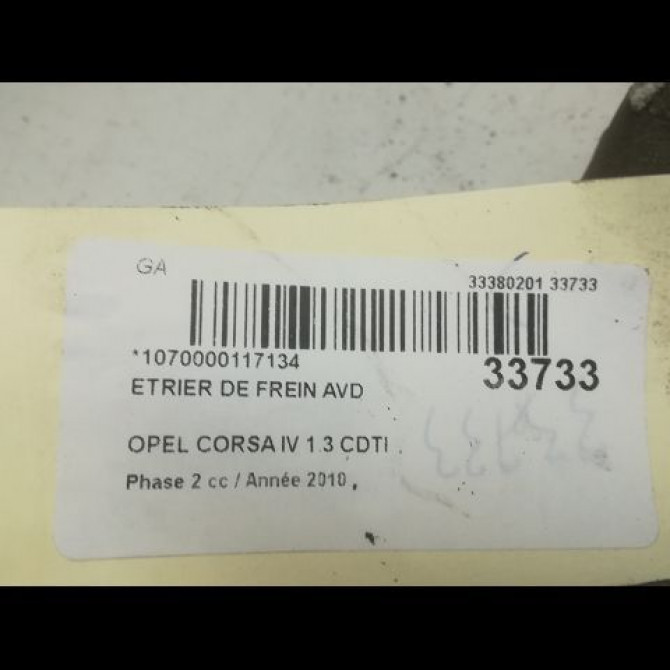 GA
33380201 33733
*1070000117134
33733
ETRIER DE FREIN AVD
OPEL CORSA IV 1.3 CDTI
Phase 2 cc / Année 2010